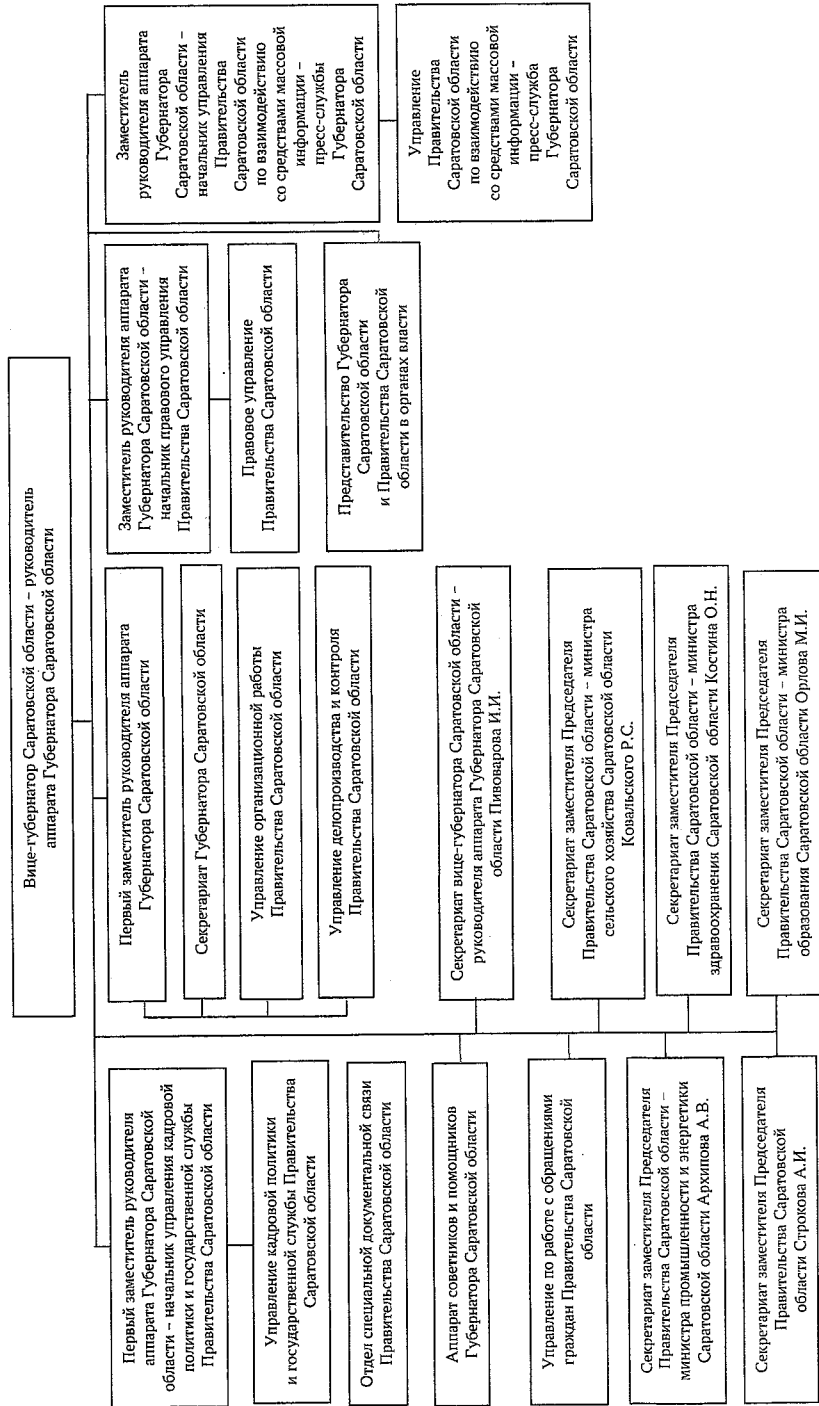 Вице-губернатор Саратовской области – руководитель
аппарата Губернатора Саратовской области
Первый заместитель руководителя
аппарата Губернатора Саратовской
области – начальник управления кадровой
политики и государственной службы
Правительства Саратовской области
Управление кадровой политики
и государственной службы Правительства
Саратовской области
Отдел специальной документальной связи
Правительства Саратовской области
Аппарат советников и помощников
Губернатора Саратовской области
Управление по работе с обращениями
граждан Правительства Саратовской
области
Секретариат заместителя Председателя
Правительства Саратовской области –
министра промышленности и энергетики
Саратовской области Архипова А.В.
Секретариат заместителя Председателя
Правительства Саратовской
области Строкова А.И.
Первый заместитель руководителя аппарата
Губернатора Саратовской области
Секретариат Губернатора Саратовской области
Управление организационной работы
Правительства Саратовской области
Управление делопроизводства и контроля
Правительства Саратовской области
Секретариат вице-губернатора Саратовской области –
руководителя аппарата Губернатора Саратовской
области Пивоварова И.И.
Секретариат заместителя Председателя
Правительства Саратовской области – министра
сельского хозяйства Саратовской области
Ковальского Р.С.
Секретариат заместителя Председателя
Правительства Саратовской области – министра
здравоохранения Саратовской области Костина О.Н.
Секретариат заместителя Председателя
Правительства Саратовской области – министра
образования Саратовской области Орлова М.И.
Заместитель руководителя аппарата
Губернатора Саратовской области –
начальник правового управления
Правительства Саратовской области
Правовое управление
Правительства Саратовской области
Представительство Губернатора
Саратовской области
и Правительства Саратовской
области в органах власти
Заместитель
руководителя аппарата
Губернатора
Саратовской области –
начальник управления
Правительства
Саратовской области
по взаимодействию
со средствами массовой
информации –
пресс-службы
Губернатора
Саратовской области
Управление
Правительства
Саратовской области
по взаимодействию
со средствами массовой
информации –
пресс-служба
Губернатора
Саратовской области